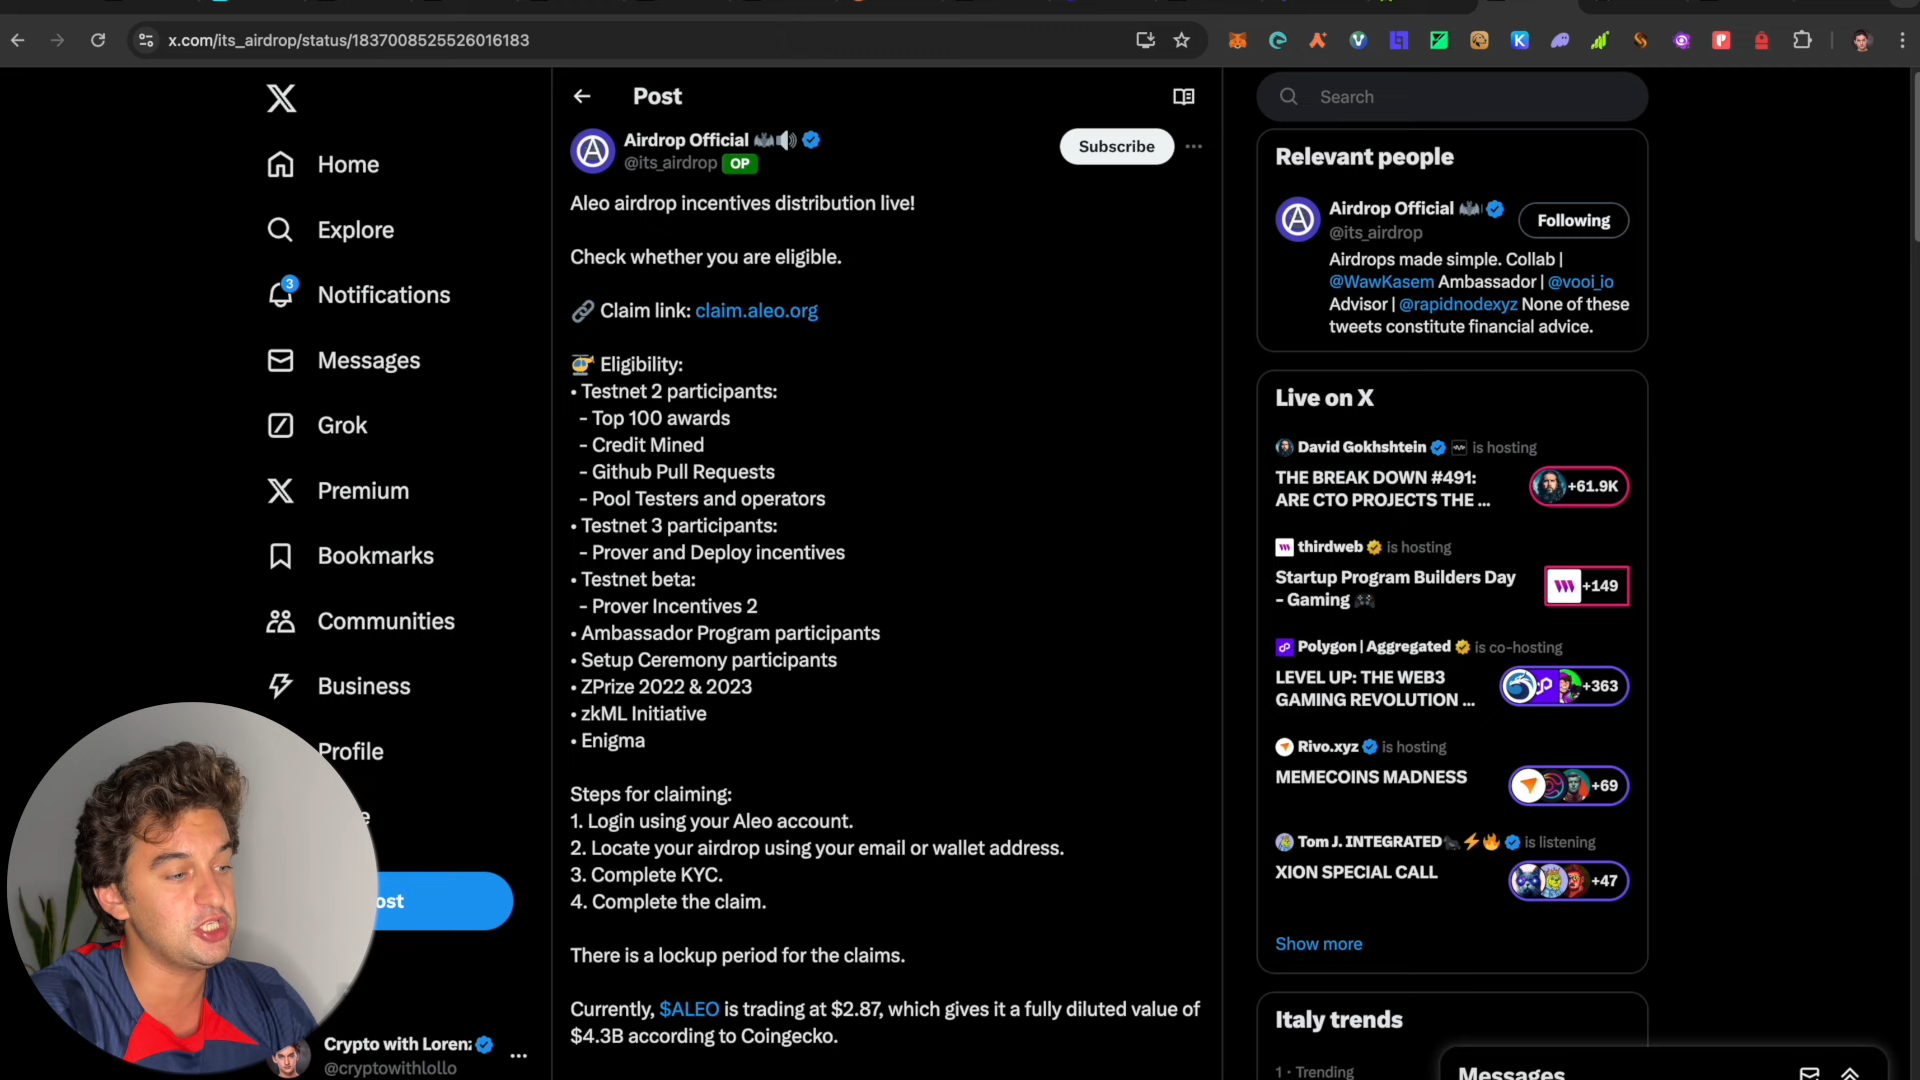 x.com/its_airdrop/status/1837008525526016183
Home
Explore
3
Notifications
Messages
Grok
Premium
Bookmarks
Communities
Business
Profile
ost
Crypto with Loren
@cryptowithlollo
Post
Airdrop Official
@its_airdrop OP
Subscribe
Aleo airdrop incentives distribution live!
Check whether you are eligible.
🔗 Claim link: claim.aleo.org
🚁 Eligibility:
• Testnet 2 participants:
- Top 100 awards
- Credit Mined
- Github Pull Requests
- Pool Testers and operators
• Testnet 3 participants:
- Prover and Deploy incentives
• Testnet beta:
- Prover Incentives 2
• Ambassador Program participants
• Setup Ceremony participants
• ZPrize 2022 & 2023
• zkML Initiative
• Enigma
Steps for claiming:
1. Login using your Aleo account.
2. Locate your airdrop using your email or wallet address.
3. Complete KYC.
4. Complete the claim.
There is a lockup period for the claims.
Currently, $ALEO is trading at $2.87, which gives it a fully diluted value of
$4.3B according to Coingecko.
Search
Relevant people
Airdrop Official
@its_airdrop
Following
Airdrops made simple. Collab |
@WawKasem Ambassador | @vooi_io
Advisor | @rapidnodexyz None of these
tweets constitute financial advice.
Live on X
David Gokhshtein is hosting
THE BREAK DOWN #491:
ARE CTO PROJECTS THE ...
+61.9K
thirdweb is hosting
Startup Program Builders Day
- Gaming 🎮
+149
Polygon | Aggregated is co-hosting
LEVEL UP: THE WEB3
GAMING REVOLUTION ...
+363
Rivo.xyz is hosting
MEMECOINS MADNESS
+69
Tom J. INTEGRATED🐈‍⬛⚡🔥 is listening
XION SPECIAL CALL
+47
Show more
Italy trends
1 · Trending
Messages